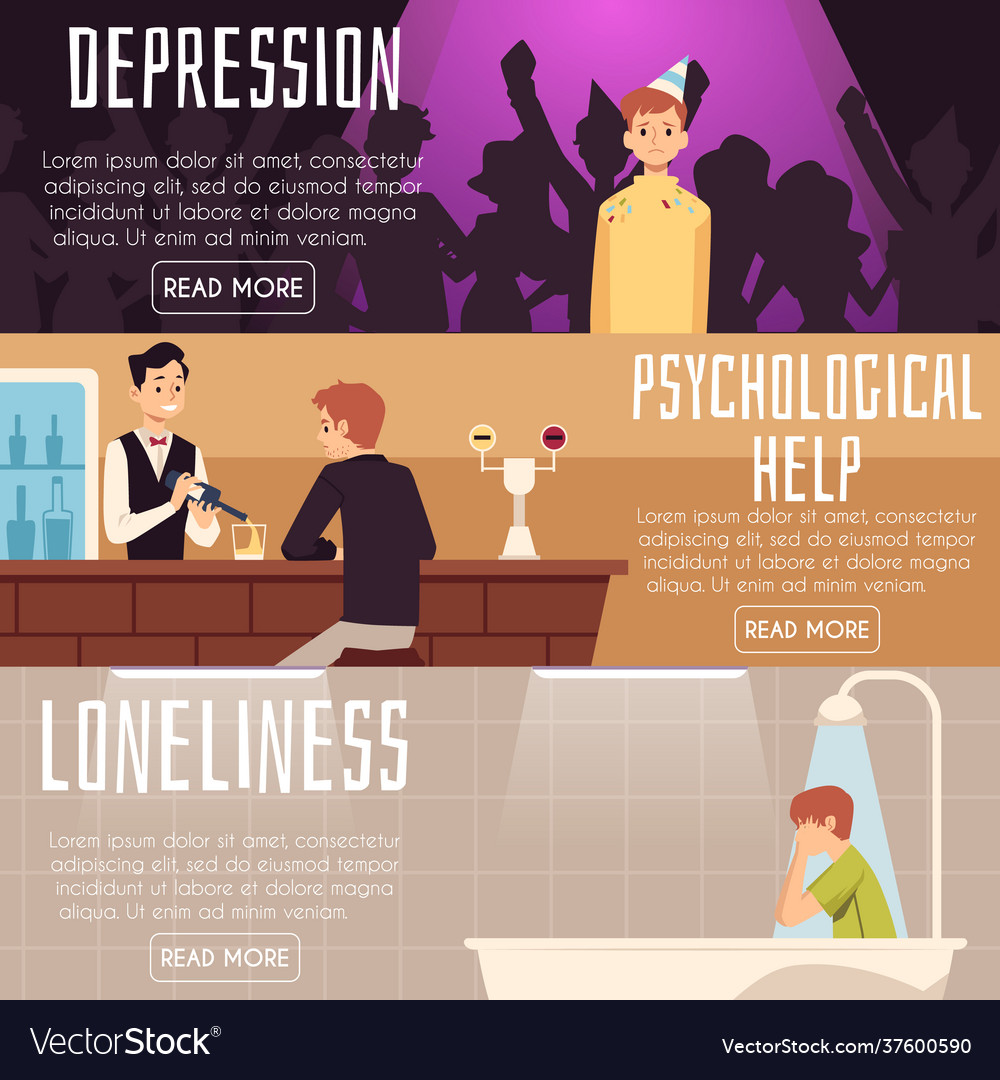 DEPRESSION
Lorem ipsum dolor sit amet, consectetur
adipiscing elit, sed do eiusmod tempor
incididunt ut labore et dolore magna
aliqua. Ut enim ad minim veniam.
READ MORE
PSYCHOLOGICAL
HELP
Lorem ipsum dolor sit amet, consectetur
adipiscing elit, sed do eiusmod tempor
incididunt ut labore et dolore magna
aliqua. Ut enim ad minim veniam.
READ MORE
LONELINESS
Lorem ipsum dolor sit amet, consectetur
adipiscing elit, sed do eiusmod tempor
incididunt ut labore et dolore magna
aliqua. Ut enim ad minim veniam.
READ MORE
VectorStock®
VectorStock.com/37600590